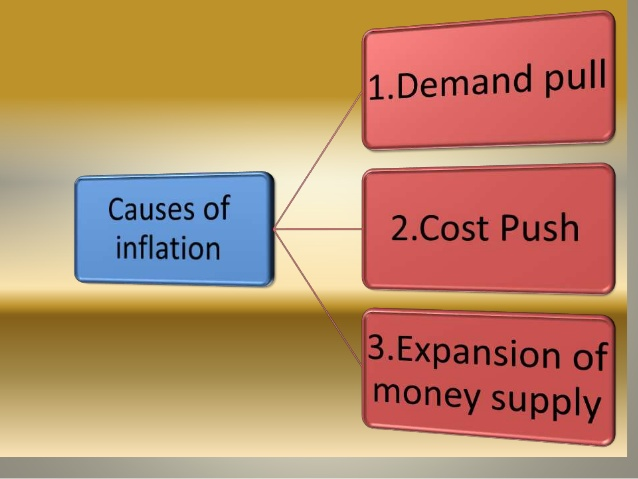 Causes of
inflation
1.Demand pull
2.Cost Push
3.Expansion of
money supply